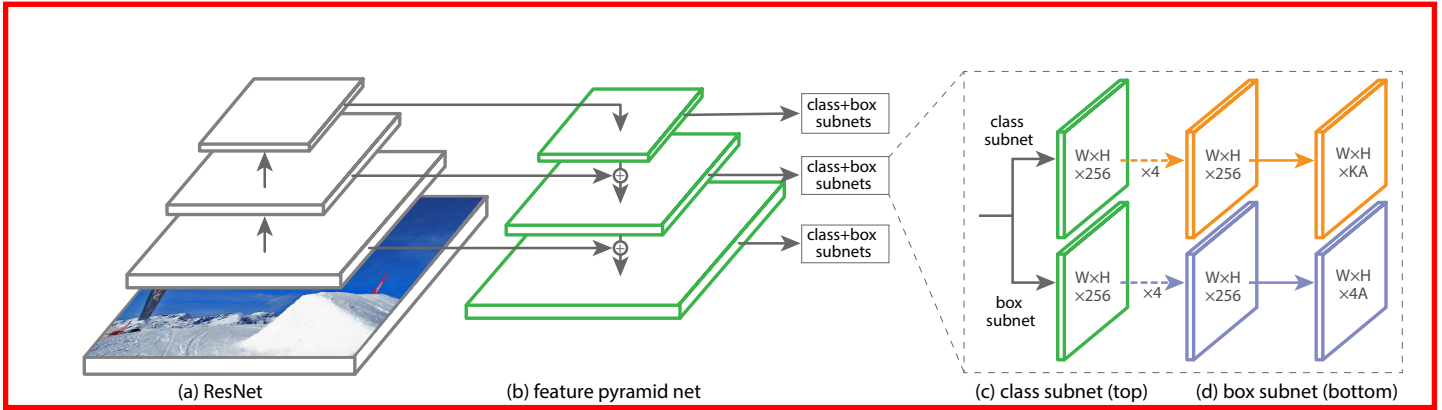 class+box
subnets
class+box
subnets
class+box
subnets
class
subnet
box
subnet
W×H
×256
×4
W×H
×256
W×H
×KA
W×H
×256
×4
W×H
×256
W×H
×4A
(a) ResNet
(b) feature pyramid net
(c) class subnet (top)
(d) box subnet (bottom)